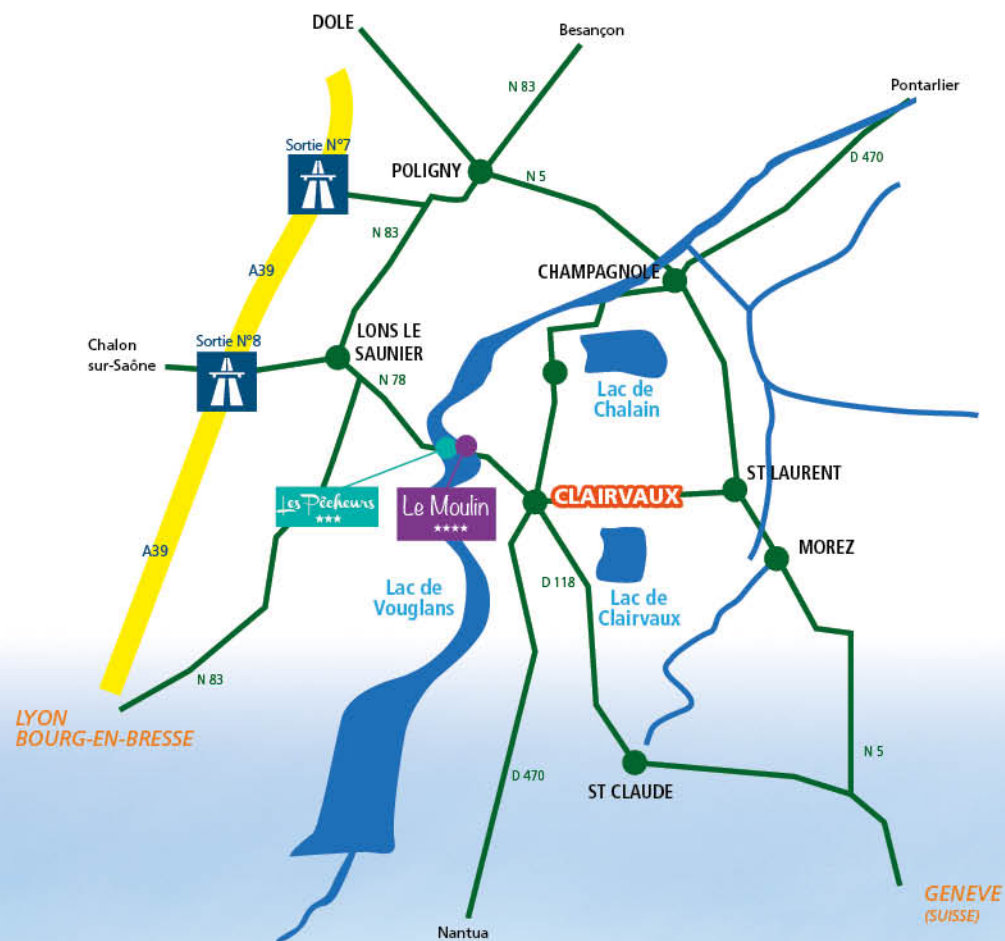 DOLE
Besançon
N 83
Pontarlier
Sortie N°7
D 470
POLIGNY
N 5
N 83
A39
CHAMPAGNOLE
Chalon
sur-Saône
Sortie N°8
LONS LE
SAUNIER
N 78
Lac de
Chalain
Les Pêcheurs
★★★
Le Moulin
★★★★
CLAIRVAUX
ST LAURENT
A39
MOREZ
D 118
Lac de
Vouglans
Lac de
Clairvaux
N 83
LYON
BOURG-EN-BRESSE
D 470
ST CLAUDE
N 5
GENEVE
(SUISSE)
Nantua